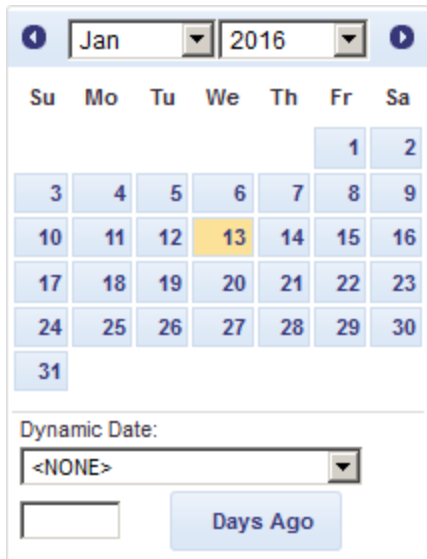 Jan 2016
Su Mo Tu We Th Fr Sa
1 2
3 4 5 6 7 8 9
10 11 12 13 14 15 16
17 18 19 20 21 22 23
24 25 26 27 28 29 30
31
Dynamic Date:
<NONE>
Days Ago